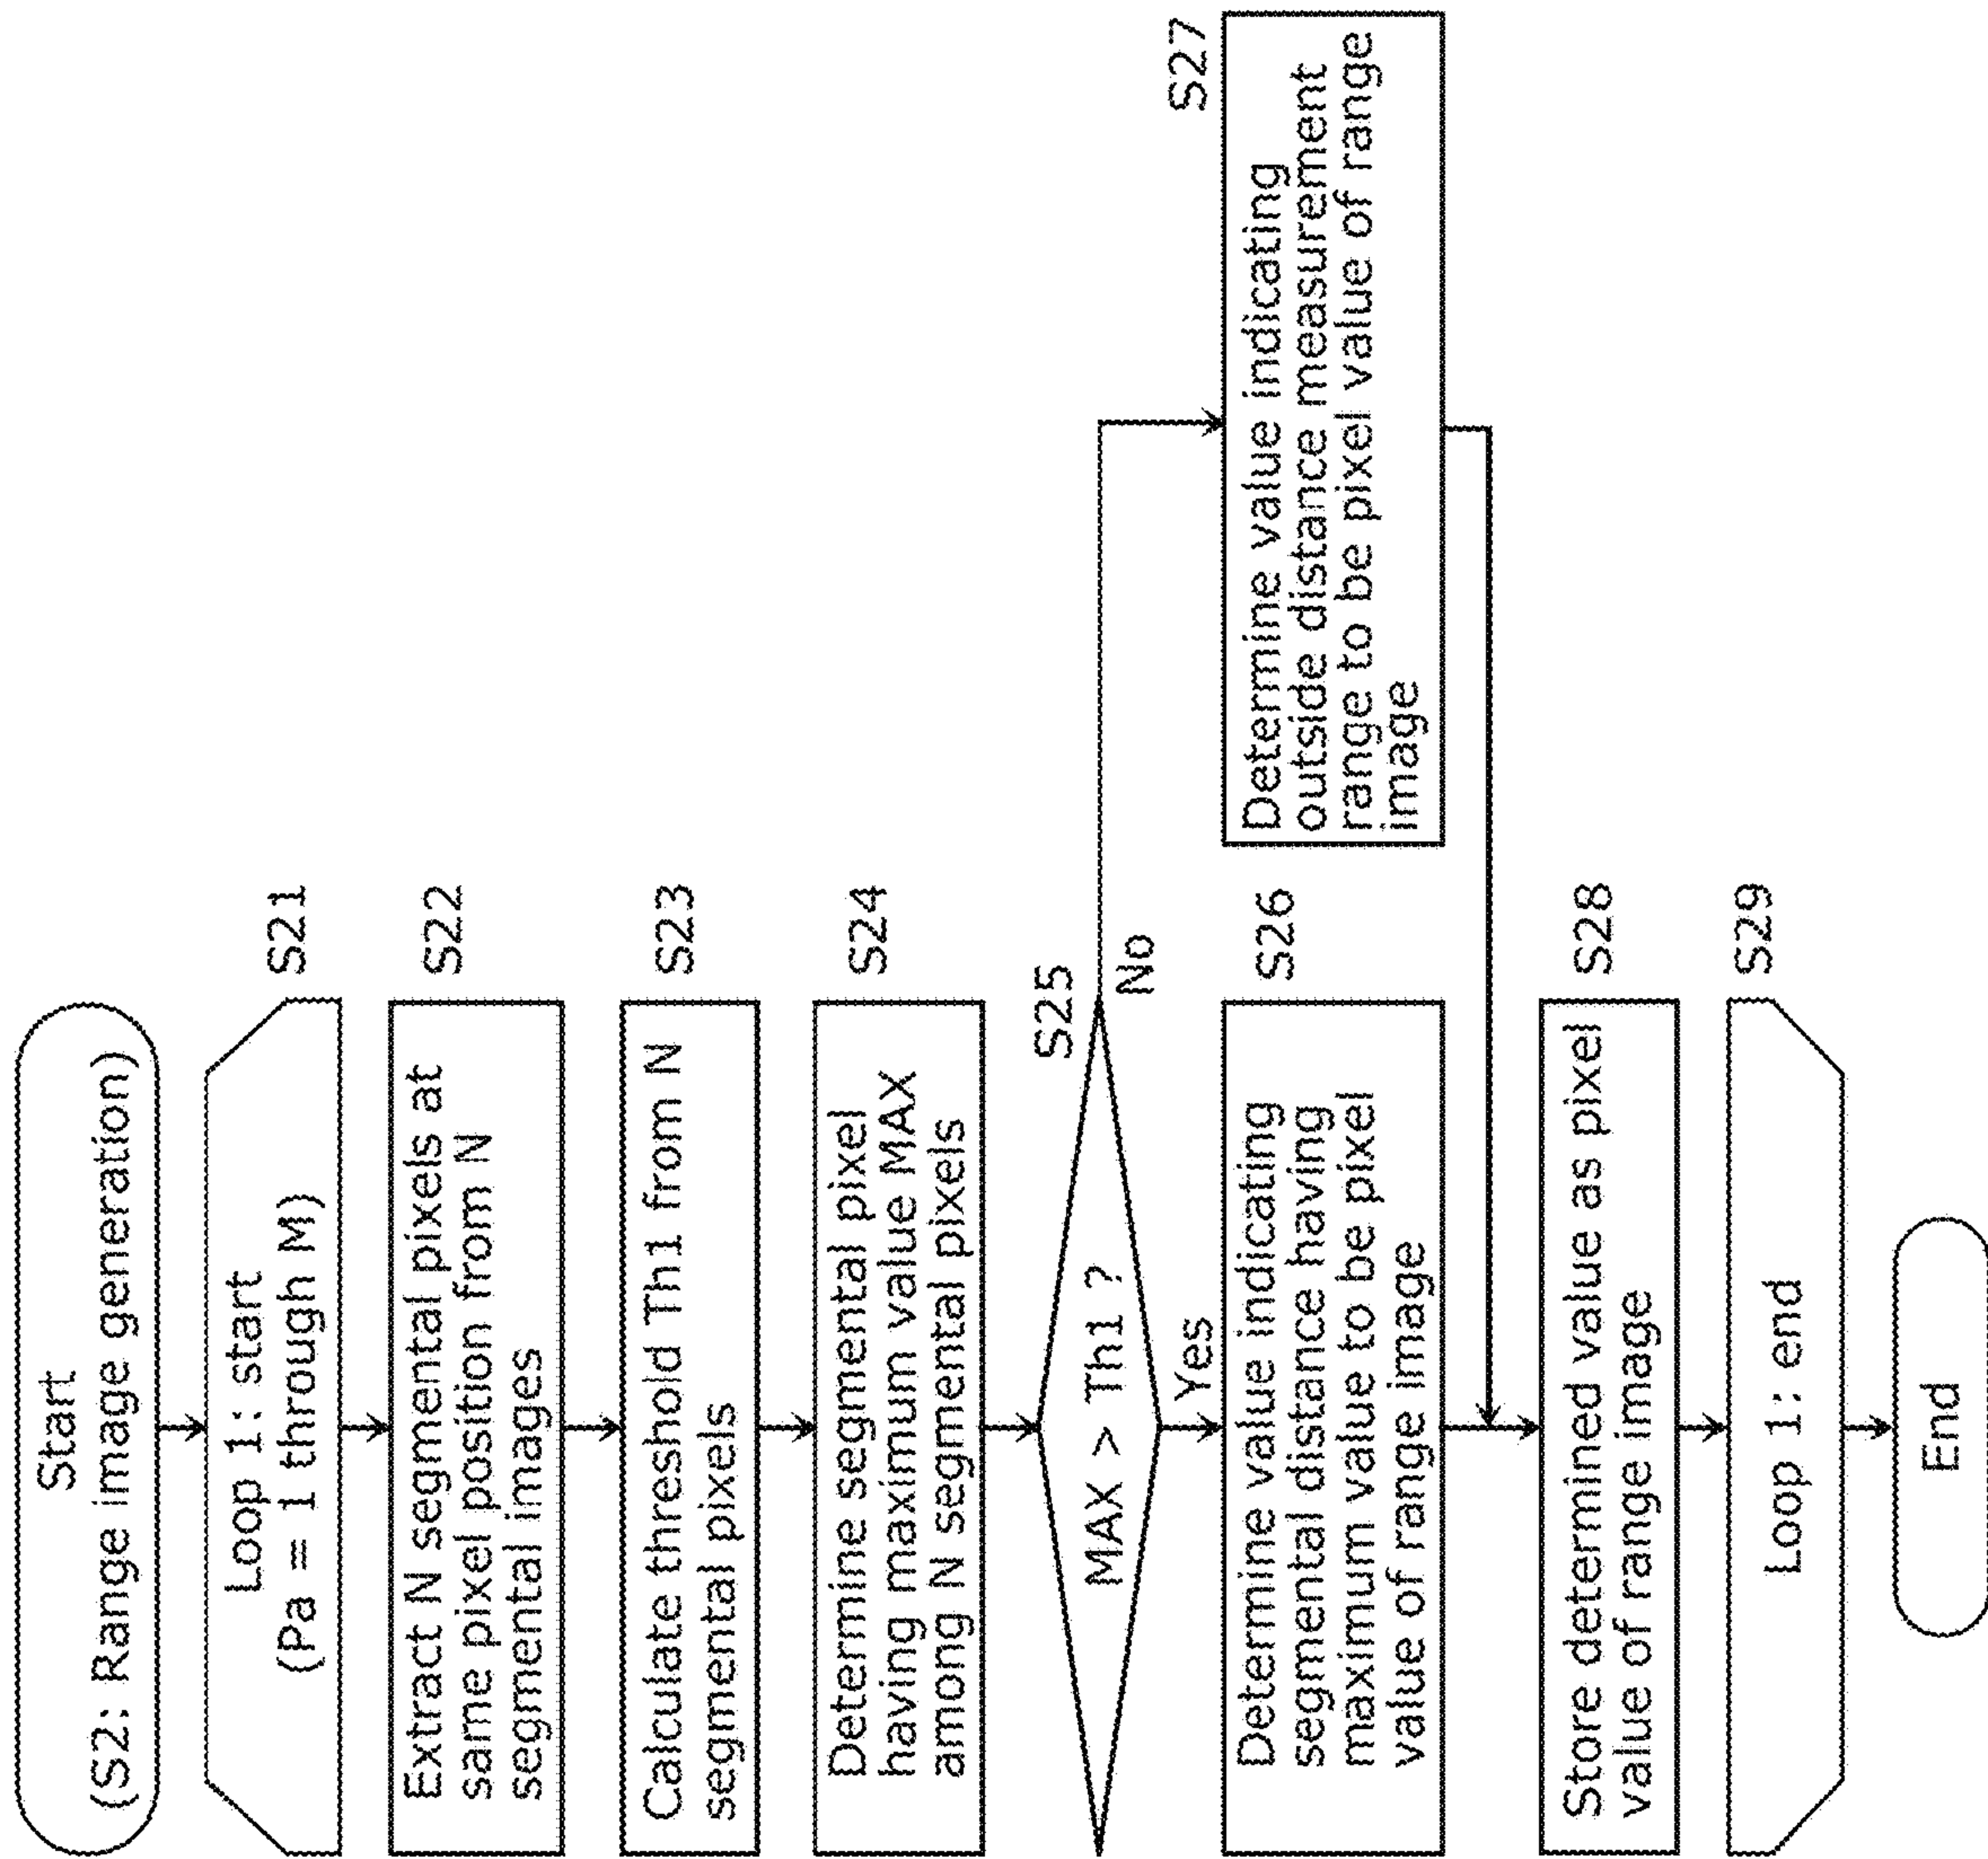 Start
(S2: Range image generation)
S21
Loop 1: start
(Pa = 1 through M)
S22
Extract N segmental pixels at
same pixel position from N
segmental images
S23
Calculate threshold Th1 from N
segmental pixels
S24
Determine segmental pixel
having maximum value MAX
among N segmental pixels
S25
MAX > Th1 ?
No
Yes
S26
Determine value indicating
segmental distance having
maximum value to be pixel
value of range image
S27
Determine value indicating
outside distance measurement
range to be pixel value of range
image
S28
Store determined value as pixel
value of range image
S29
Loop 1: end
End